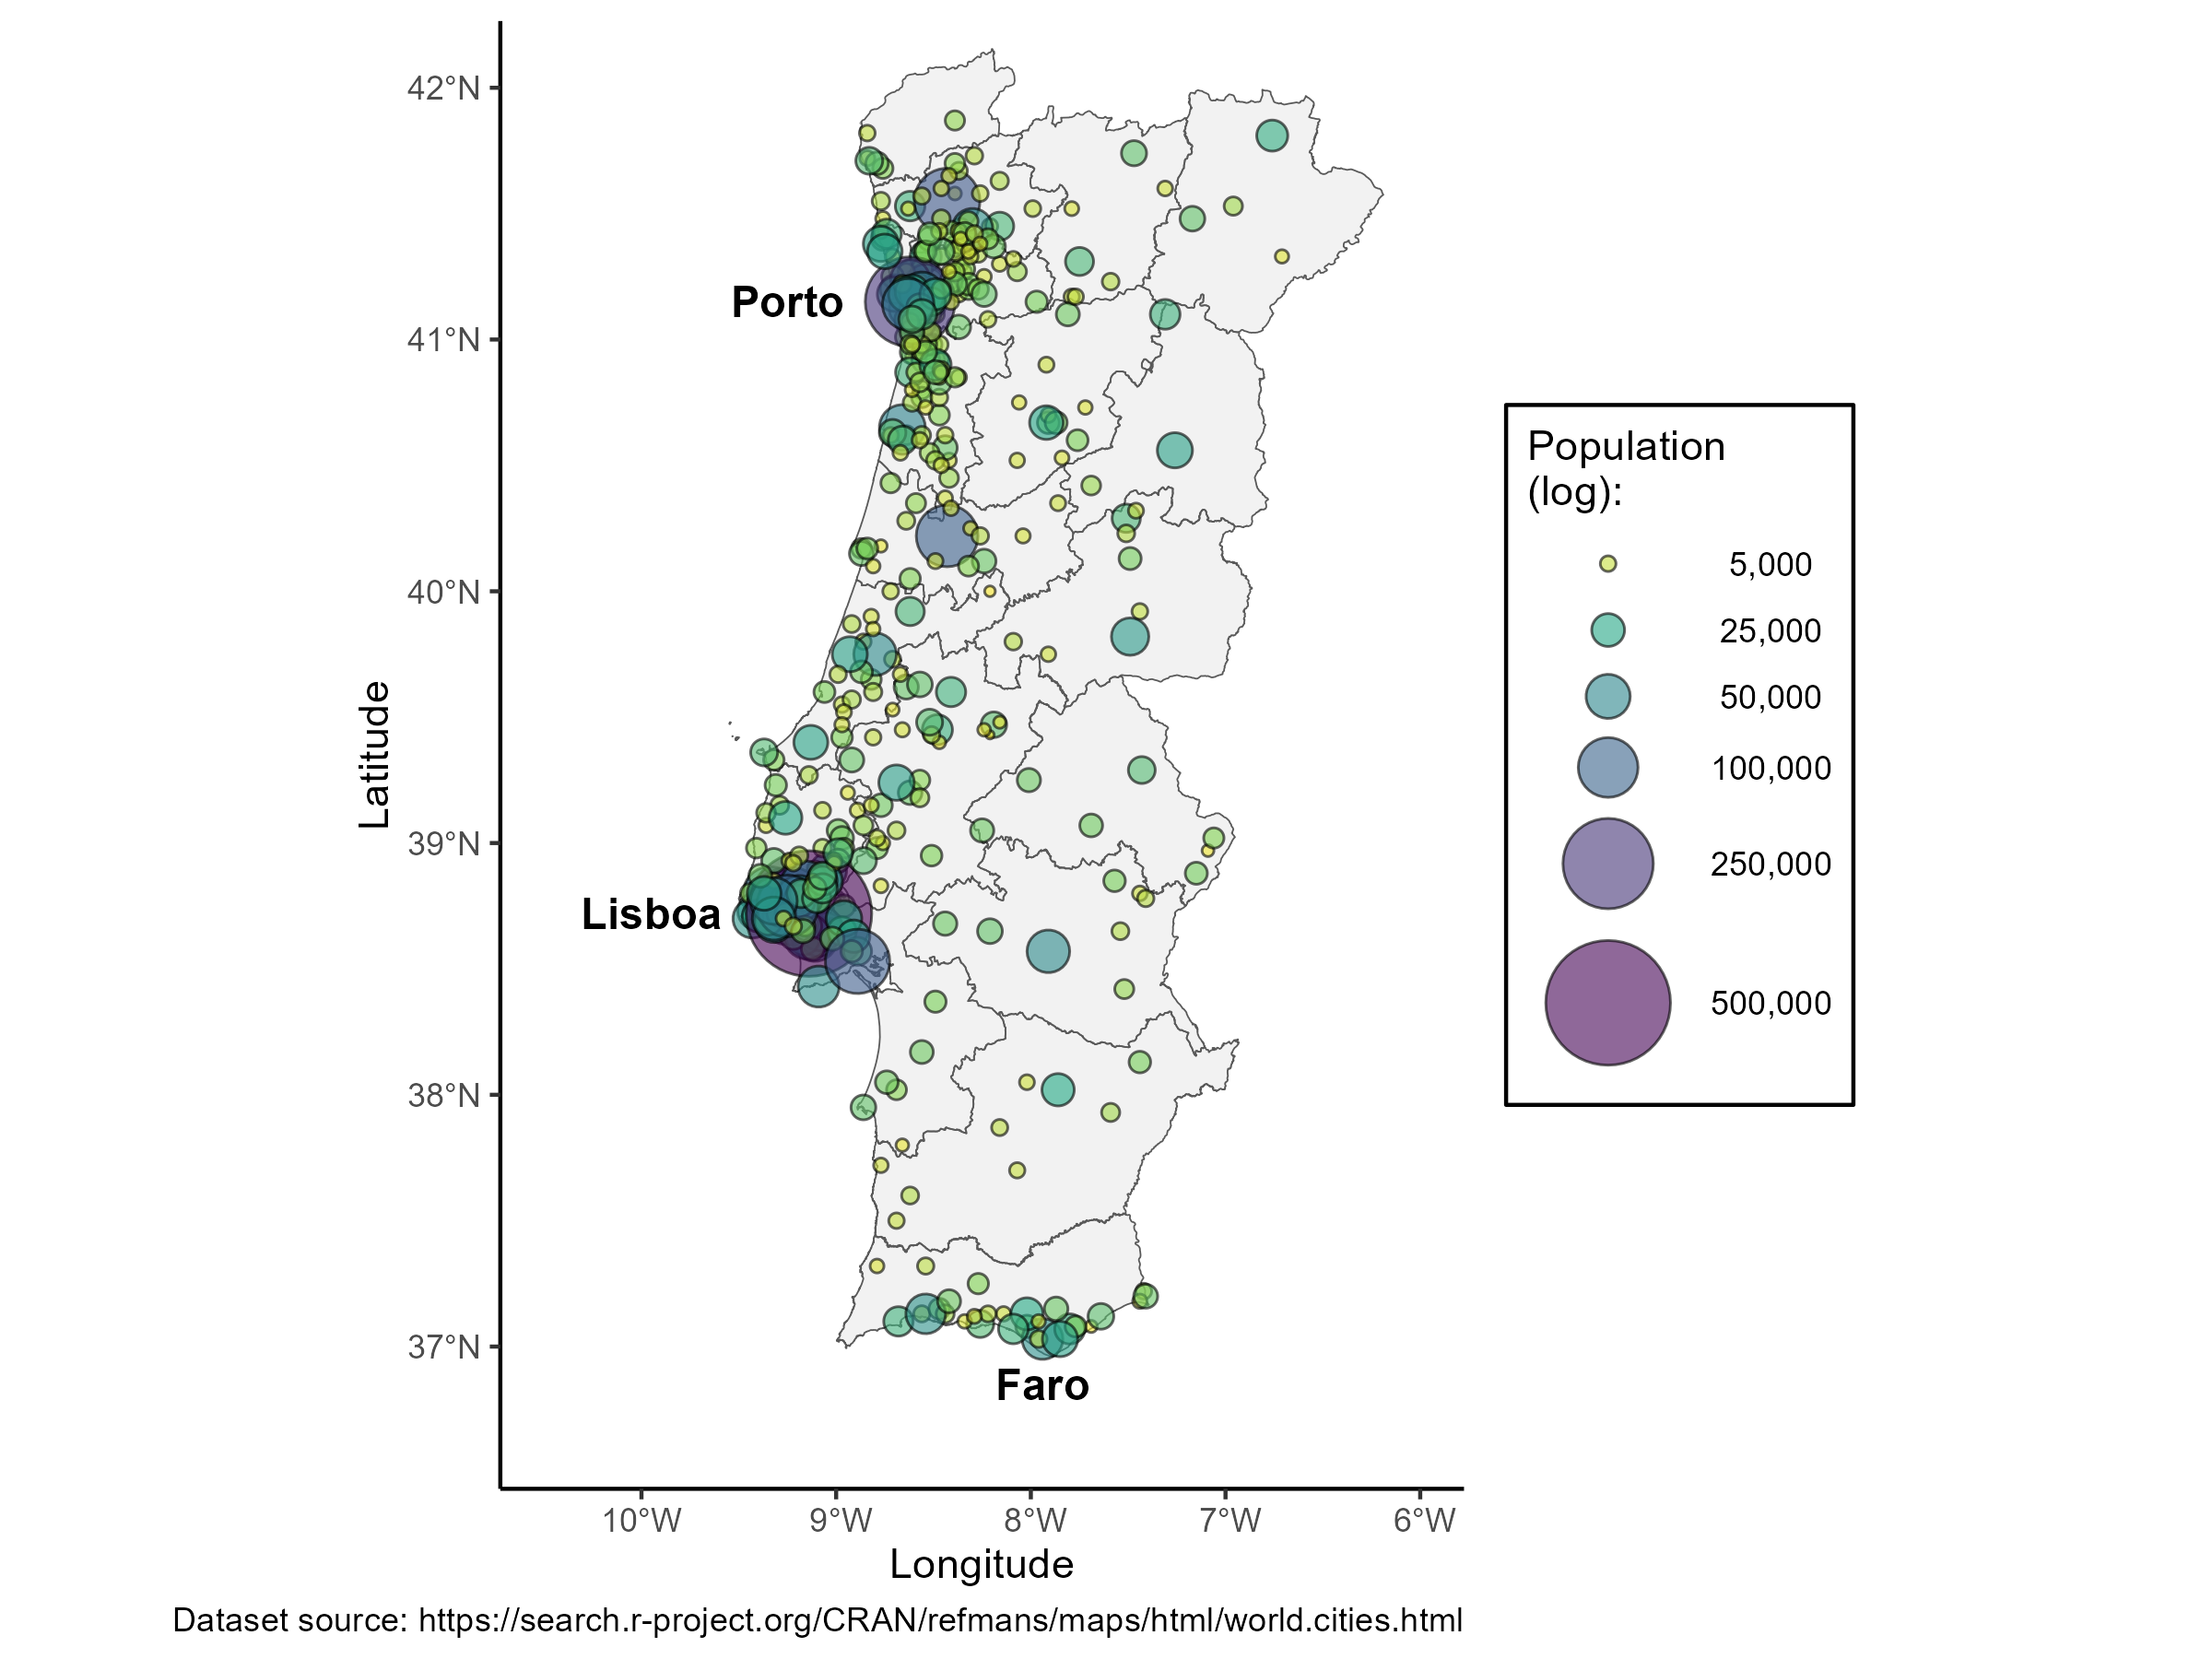 42°N
41°N
40°N
39°N
38°N
37°N
Latitude
Porto
Lisboa
Faro
10°W
9°W
8°W
7°W
6°W
Longitude
Population
(log):
5,000
25,000
50,000
100,000
250,000
500,000
Dataset source: https://search.r-project.org/CRAN/refmans/maps/html/world.cities.html